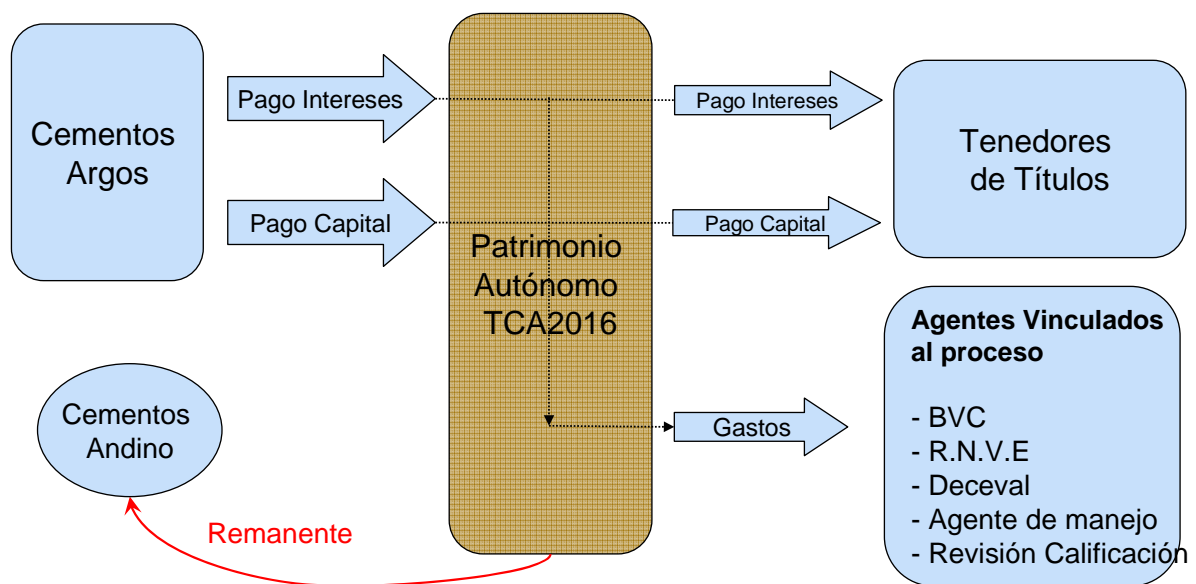 Cementos
Argos
Pago Intereses
Pago Capital
Patrimonio
Autónomo
TCA2016
Pago Intereses
Pago Capital
Tenedores
de Títulos
Gastos
Agentes Vinculados
al proceso
- BVC
- R.N.V.E
- Deceval
- Agente de manejo
- Revisión Calificación
Cementos
Andino
Remanente